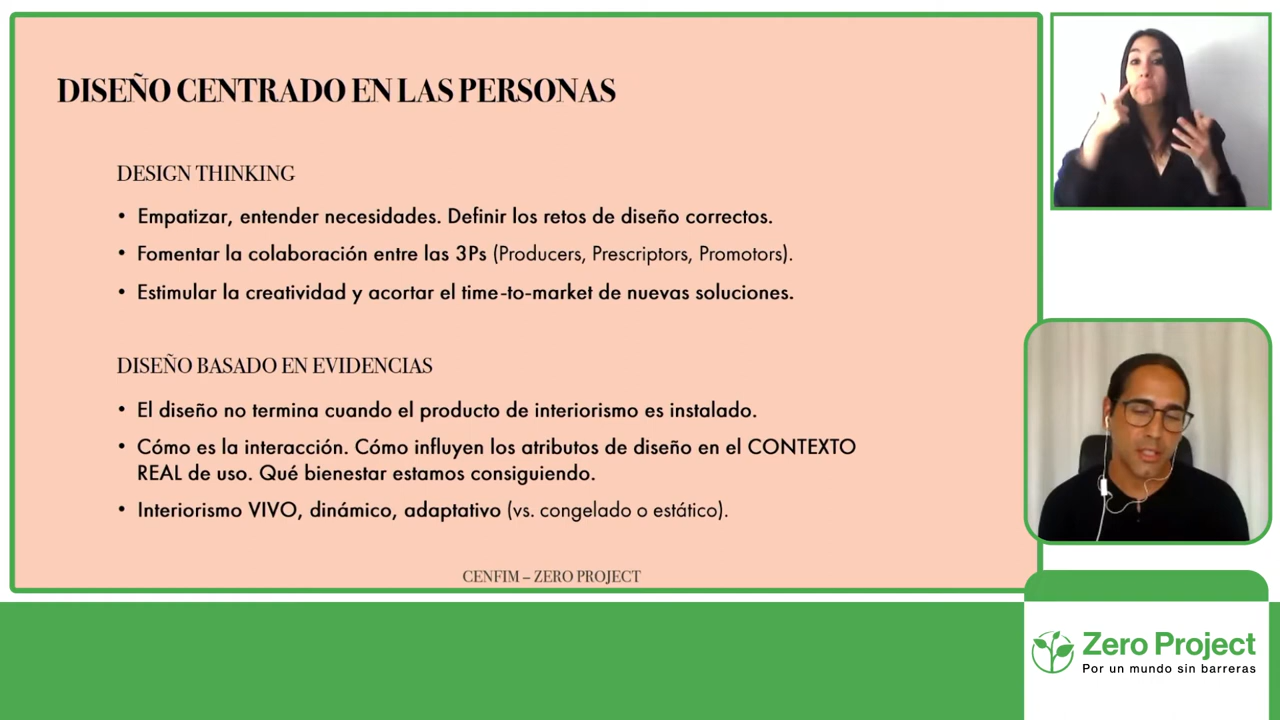 DISEÑO CENTRADO EN LAS PERSONAS
DESIGN THINKING
• Empatizar, entender necesidades. Definir los retos de diseño correctos.
• Fomentar la colaboración entre las 3Ps (Producers, Prescriptors, Promotors).
• Estimular la creatividad y acortar el time-to-market de nuevas soluciones.
DISEÑO BASADO EN EVIDENCIAS
• El diseño no termina cuando el producto de interiorismo es instalado.
• Cómo es la interacción. Cómo influyen los atributos de diseño en el CONTEXTO
REAL de uso. Qué bienestar estamos consiguiendo.
• Interiorismo VIVO, dinámico, adaptativo (vs. congelado o estático).
CENFIM – ZERO PROJECT
Zero Project
Por un mundo sin barreras